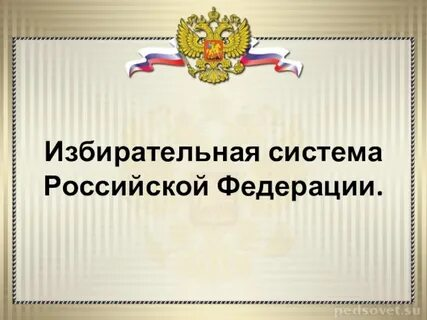 Избирательная система
Российской Федерации.
pedsovet.su